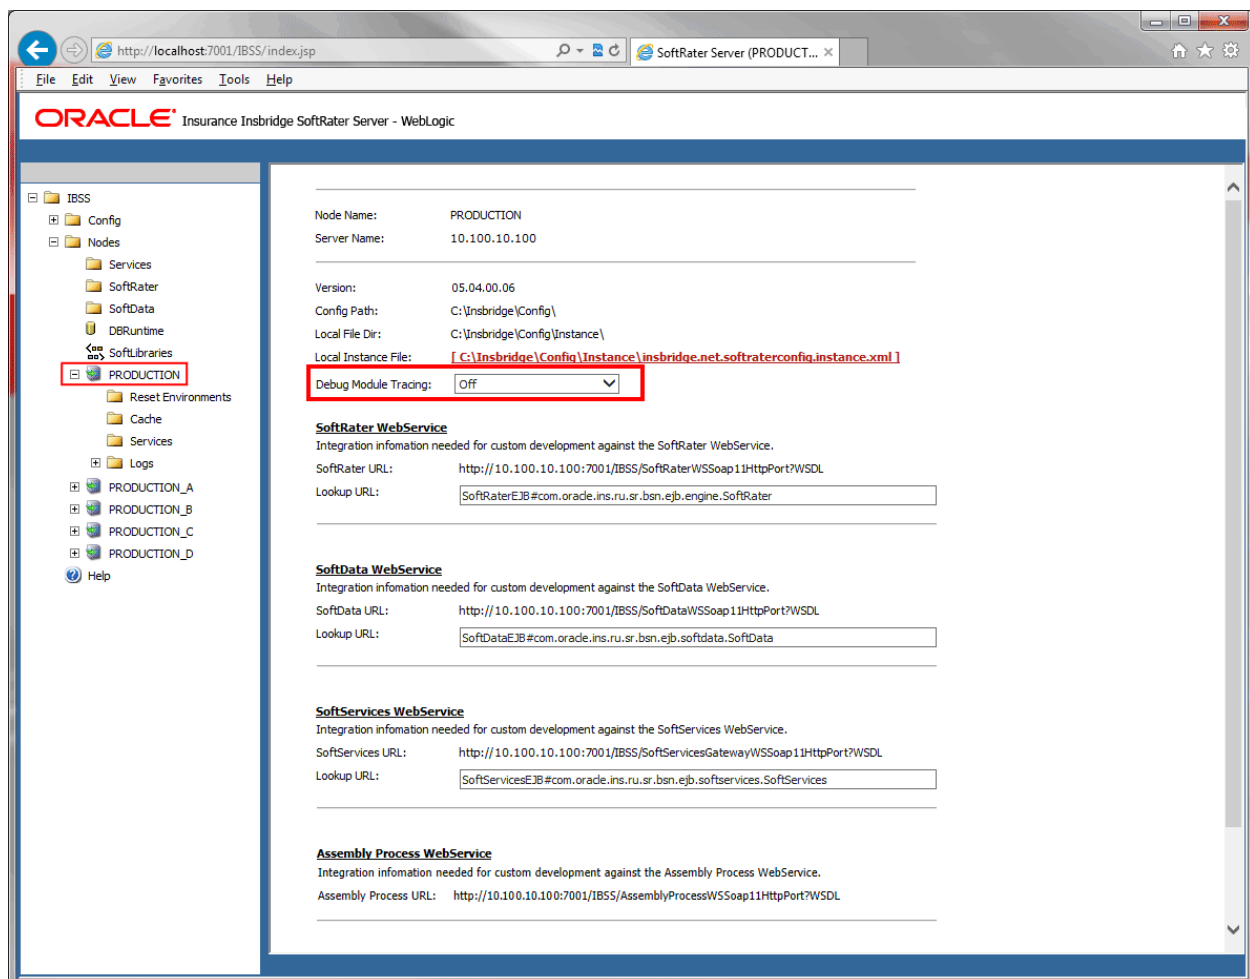 http://localhost:7001/IBSS/index.jsp
SoftRater Server (PRODUCT...
File Edit View Favorites Tools Help
ORACLE Insurance Insbridge SoftRater Server - WebLogic
IBSS
Config
Nodes
Services
SoftRater
SoftData
DBRuntime
SoftLibraries
PRODUCTION
Reset Environments
Cache
Services
Logs
PRODUCTION_A
PRODUCTION_B
PRODUCTION_C
PRODUCTION_D
Help
Node Name: PRODUCTION
Server Name: 10.100.10.100
Version: 05.04.00.06
Config Path: C:\Insbridge\Config\
Local File Dir: C:\Insbridge\Config\Instance\
Local Instance File: [ C:\Insbridge\Config\Instance\insbridge.net.softraterconfig.instance.xml ]
Debug Module Tracing: Off
SoftRater WebService
Integration infomation needed for custom development against the SoftRater WebService.
SoftRater URL: http://10.100.10.100:7001/IBSS/SoftRaterWSSoap11HttpPort?WSDL
Lookup URL: SoftRaterEJB#com.oracle.ins.ru.sr.bsn.ejb.engine.SoftRater
SoftData WebService
Integration infomation needed for custom development against the SoftData WebService.
SoftData URL: http://10.100.10.100:7001/IBSS/SoftDataWSSoap11HttpPort?WSDL
Lookup URL: SoftDataEJB#com.oracle.ins.ru.sr.bsn.ejb.softdata.SoftData
SoftServices WebService
Integration infomation needed for custom development against the SoftServices WebService.
SoftServices URL: http://10.100.10.100:7001/IBSS/SoftServicesGatewayWSSoap11HttpPort?WSDL
Lookup URL: SoftServicesEJB#com.oracle.ins.ru.sr.bsn.ejb.softservices.SoftServices
Assembly Process WebService
Integration infomation needed for custom development against the Assembly Process WebService.
Assembly Process URL: http://10.100.10.100:7001/IBSS/AssemblyProcessWSSoap11HttpPort?WSDL